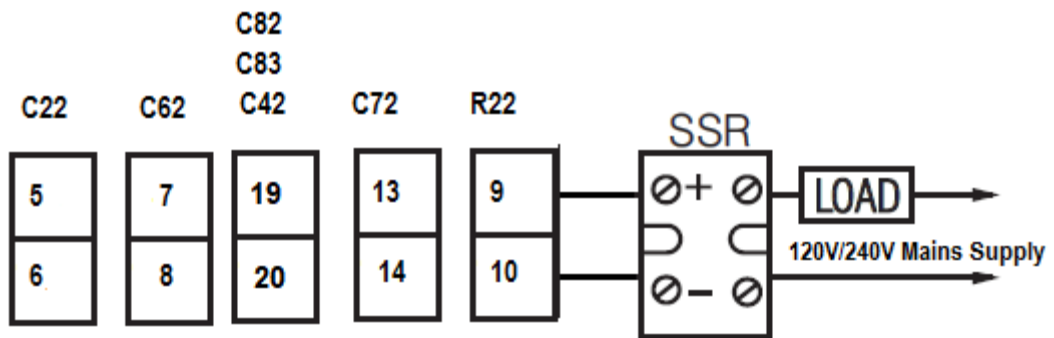 C82
C83
C22 C62 C42 C72 R22
SSR
5 7 19 13 9 + LOAD
120V/240V Mains Supply
6 8 20 14 10 -